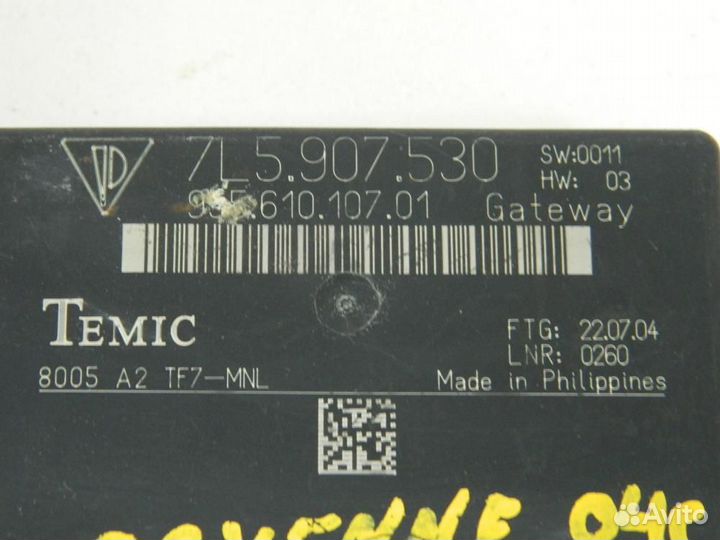 7L5.907.530 SW:0011
HW: 03
955.610.107.01 Gateway
TEMIC
FTG: 22.07.04
LNR: 0260
8005 A2 TF7-MNL Made in Philippines
Avito